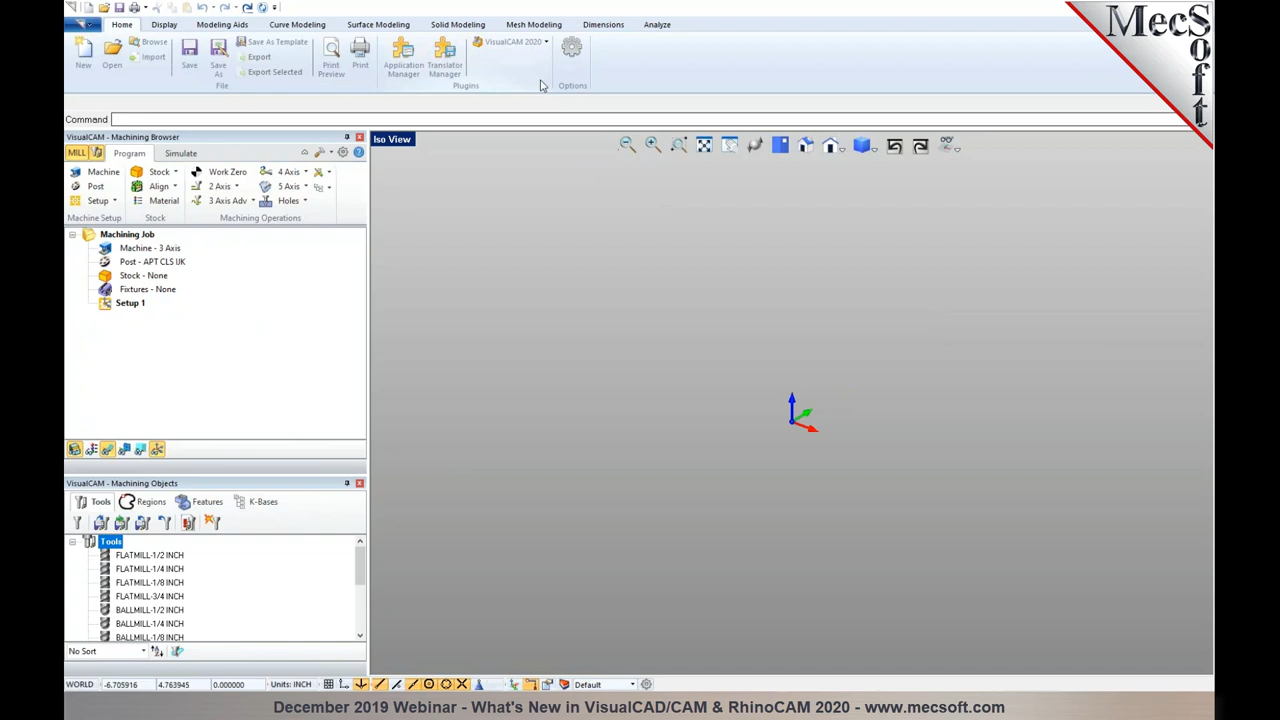 Home Display Modeling Aids Curve Modeling Surface Modeling Solid Modeling Mesh Modeling Dimensions Analyze
New Open Browse Import Save Save As Save As Template Export Export Selected Print Preview Print
Application Manager Translator Manager VisualCAM 2020
File Plugins Options
MecSoft
Command
VisualCAM - Machining Browser
Iso View
MILL Program Simulate
Machine Stock Work Zero 4 Axis
Post Align 2 Axis 5 Axis
Setup Material 3 Axis Adv Holes
Machine Setup Stock Machining Operations
Machining Job
Machine - 3 Axis
Post - APT CLS IJK
Stock - None
Fixtures - None
Setup 1
VisualCAM - Machining Objects
Tools Regions Features K-Bases
Tools
FLATMILL-1/2 INCH
FLATMILL-1/4 INCH
FLATMILL-1/8 INCH
FLATMILL-3/4 INCH
BALLMILL-1/2 INCH
BALLMILL-1/4 INCH
BALLMILL-1/8 INCH
No Sort
WORLD -6.705916 4.763945 0.000000 Units: INCH Default
December 2019 Webinar - What's New in VisualCAD/CAM & RhinoCAM 2020 - www.mecsoft.com